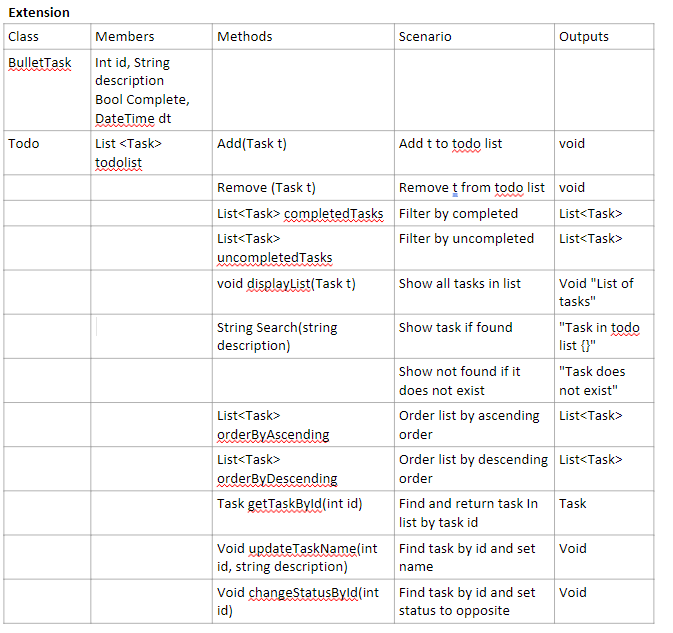 Extension
Class Members Methods Scenario Outputs
BulletTask Int id, String
description
Bool Complete,
DateTime dt
Todo List <Task> Add(Task t) Add t to todo list void
todolist
Remove (Task t) Remove t from todo list void
List<Task> completedTasks Filter by completed List<Task>
List<Task> Filter by uncompleted List<Task>
uncompletedTasks
void displayList(Task t) Show all tasks in list Void "List of
tasks"
String Search(string Show task if found "Task in todo
description) list {}"
Show not found if it "Task does
does not exist not exist"
List<Task> Order list by ascending List<Task>
orderByAscending order
List<Task> Order list by descending List<Task>
orderByDescending order
Task getTaskById(int id) Find and return task In Task
list by task id
Void updateTaskName(int Find task by id and set Void
id, string description) name
Void changeStatusById(int Find task by id and set Void
id) status to opposite